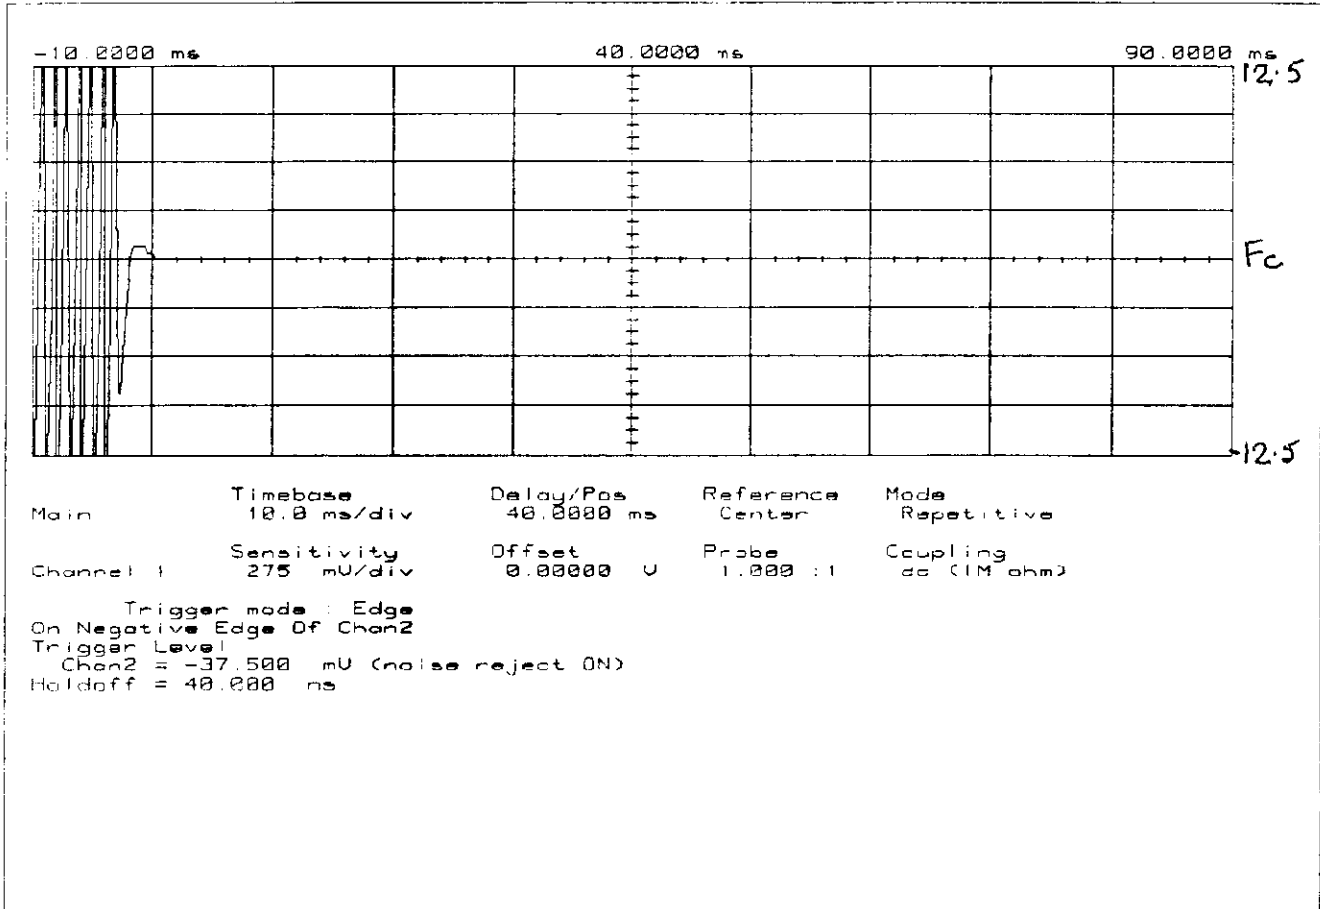 -10.0000 ms 40.0000 ms 90.0000 ms
12.5
Fc
-12.5
Timebase Delay/Pos Reference Mode
Main 10.0 ms/div 40.0000 ms Center Repetitive
Sensitivity Offset Probe Coupling
Channel 1 275 mV/div 0.00000 V 1.000 :1 dc (1M ohm)
Trigger mode : Edge
On Negative Edge Of Chan2
Trigger Level
Chan2 = -37.500 mV (noise reject ON)
Holdoff = 40.000 ns